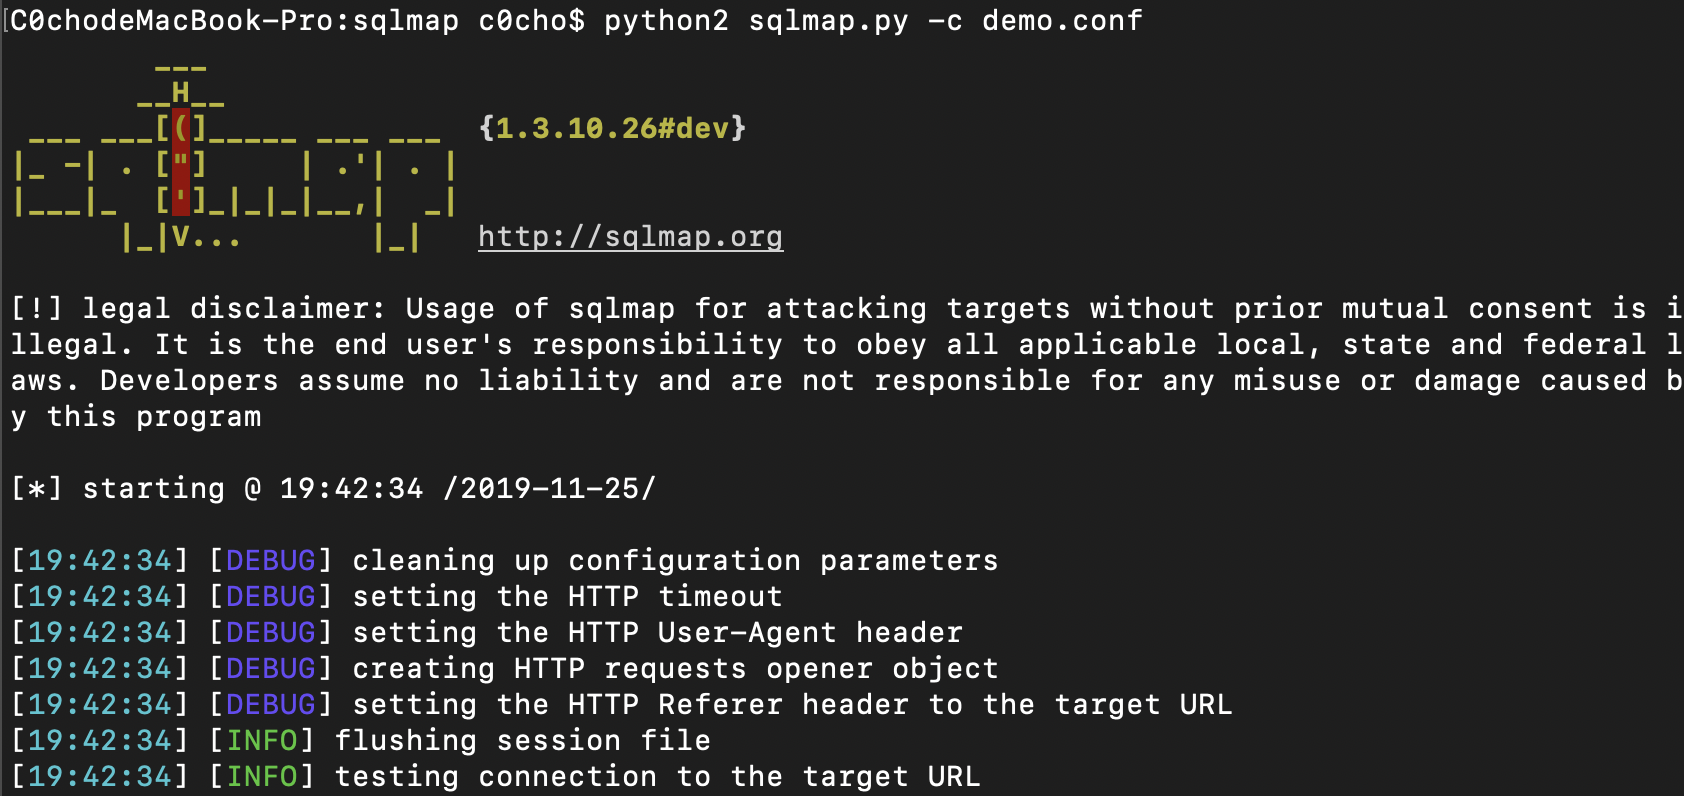 [C0chodeMacBook-Pro:sqlmap c0cho$ python2 sqlmap.py -c demo.conf
        ___
       __H__
 ___ ___[(]_____ ___ ___  {1.3.10.26#dev}
|_ -| . ["]     | .'| . |
|___|_  [']_|_|_|__,|  _|
      |_|V...       |_|   http://sqlmap.org
[!] legal disclaimer: Usage of sqlmap for attacking targets without prior mutual consent is i
llegal. It is the end user's responsibility to obey all applicable local, state and federal l
aws. Developers assume no liability and are not responsible for any misuse or damage caused b
y this program
[*] starting @ 19:42:34 /2019-11-25/
[19:42:34] [DEBUG] cleaning up configuration parameters
[19:42:34] [DEBUG] setting the HTTP timeout
[19:42:34] [DEBUG] setting the HTTP User-Agent header
[19:42:34] [DEBUG] creating HTTP requests opener object
[19:42:34] [DEBUG] setting the HTTP Referer header to the target URL
[19:42:34] [INFO] flushing session file
[19:42:34] [INFO] testing connection to the target URL